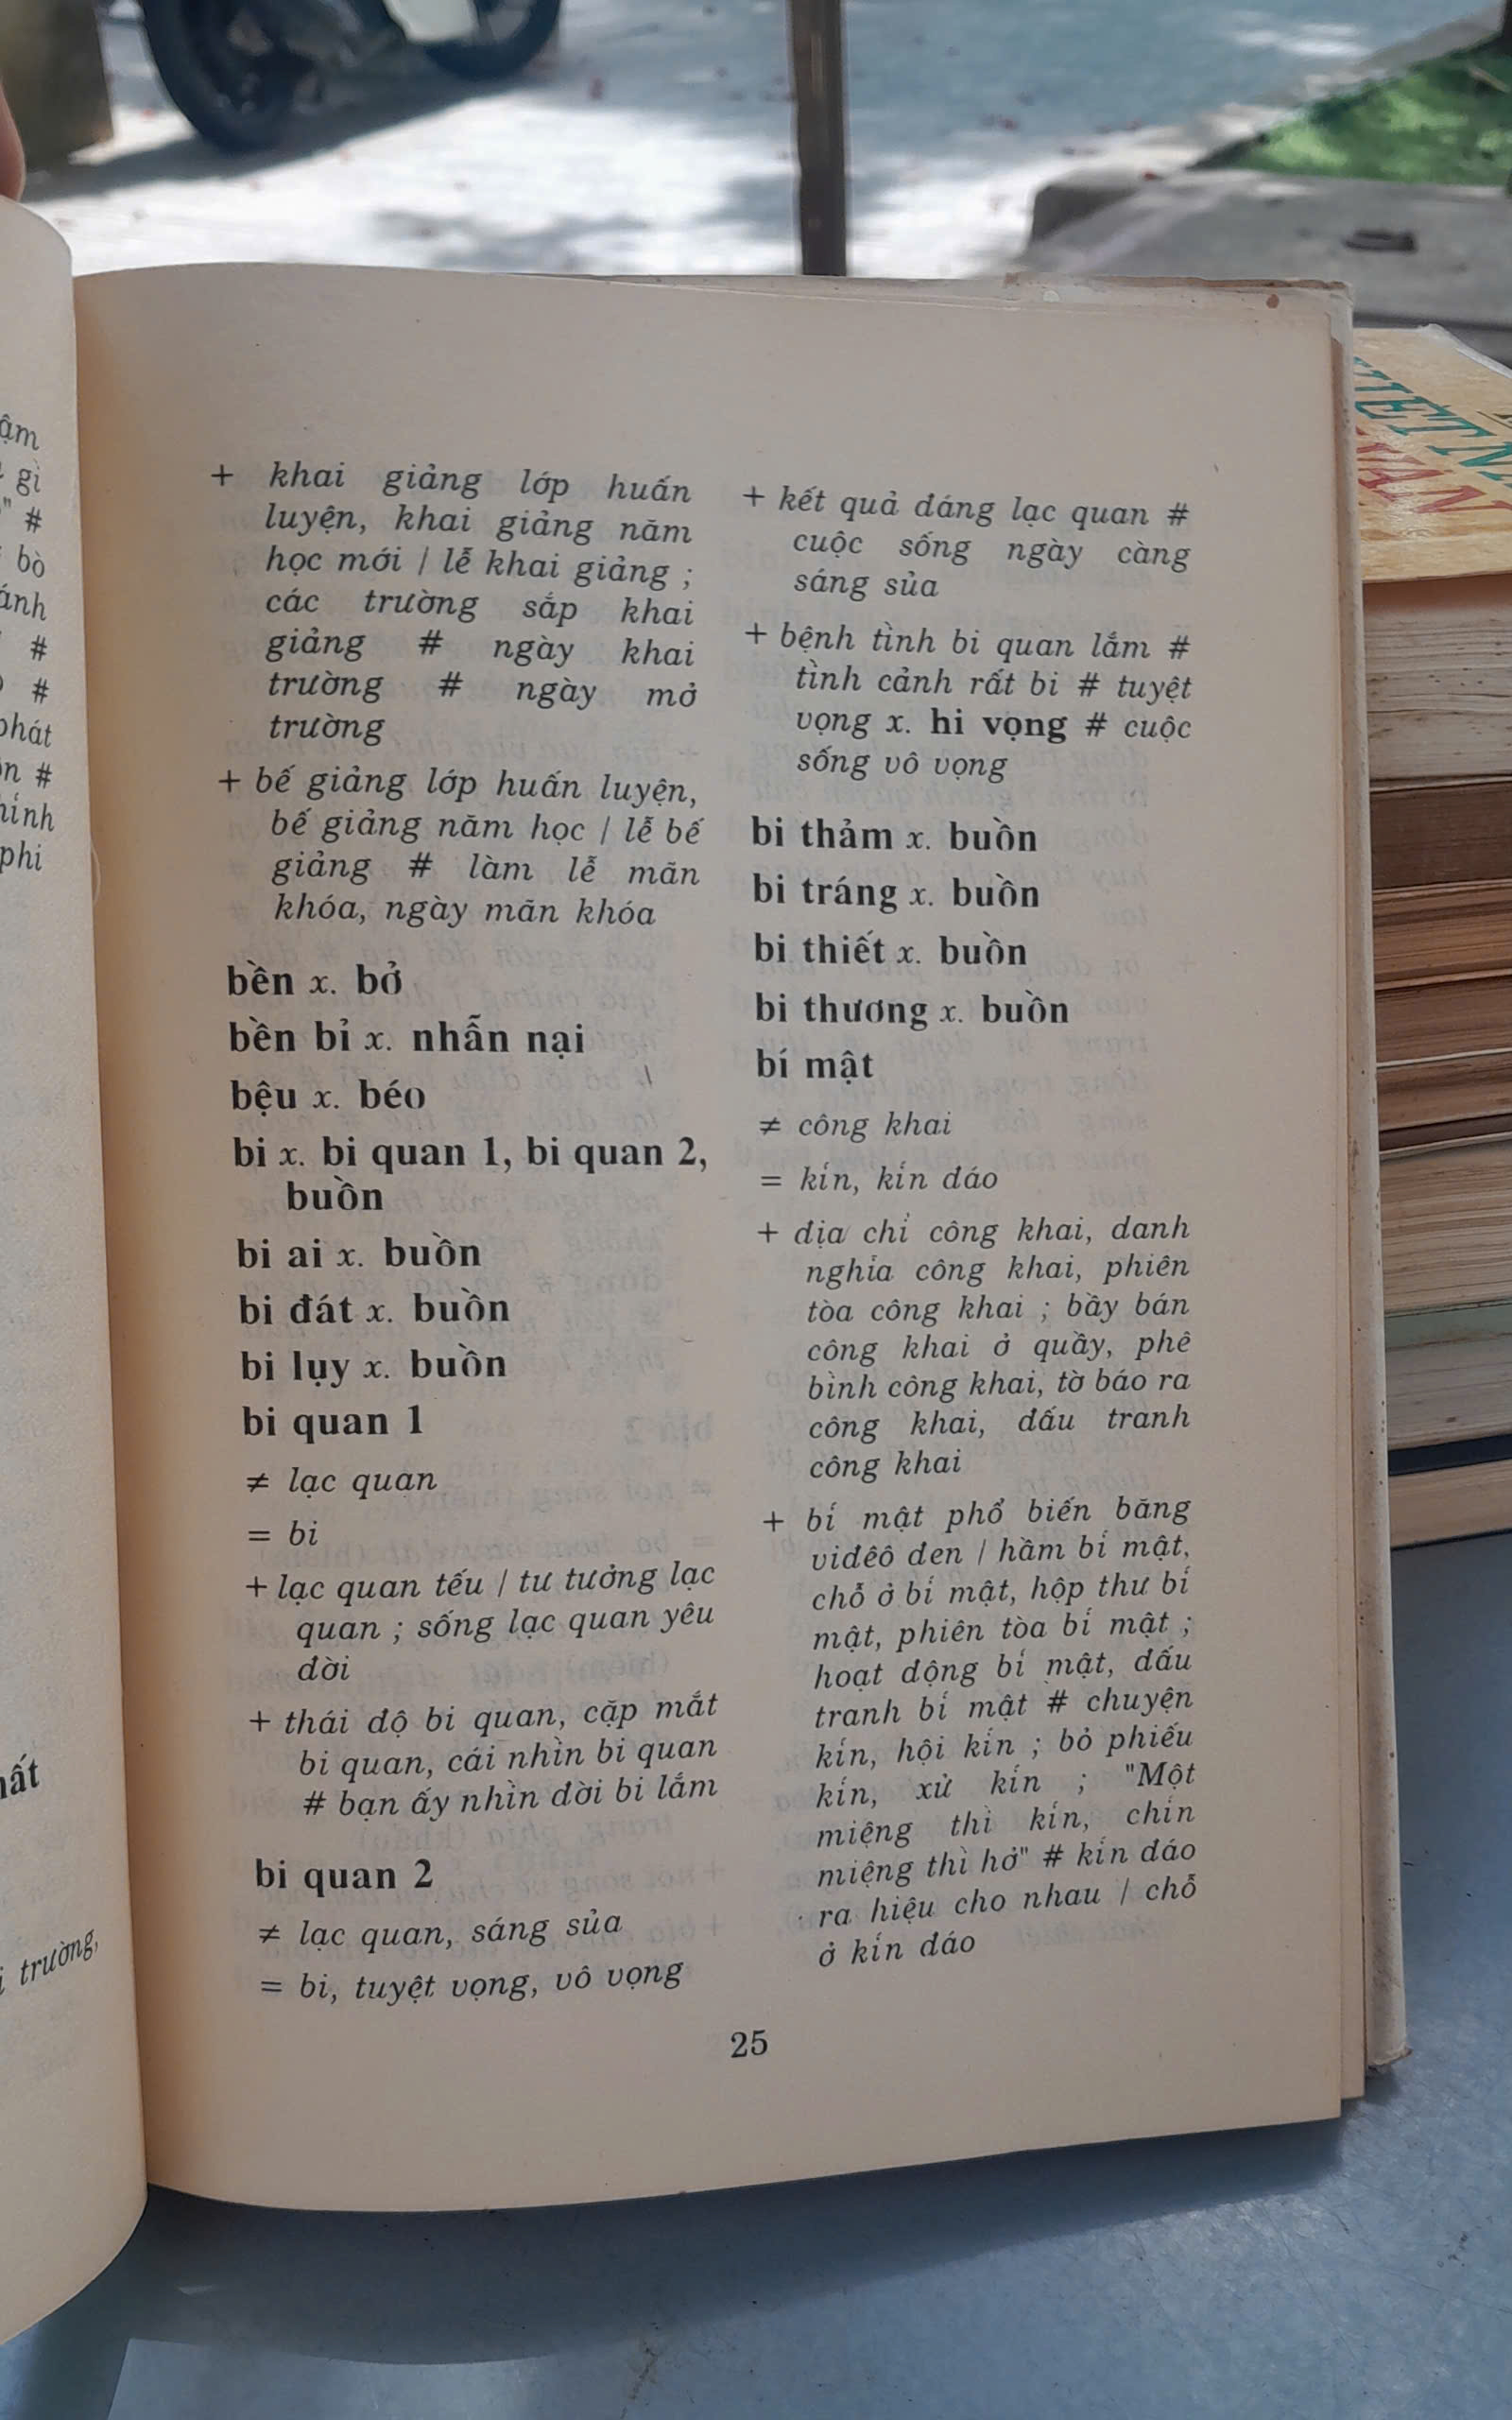 ậm
gì
" #
bò
ánh
#
#
phát
ọn #
hính
phi
hất
i trường,
+ khai giảng lớp huấn
luyện, khai giảng năm
học mới / lễ khai giảng ;
các trường sắp khai
giảng # ngày khai
trường # ngày mở
trường
+ bế giảng lớp huấn luyện,
bế giảng năm học / lễ bế
giảng # làm lễ mãn
khóa, ngày mãn khóa
bền x. bở
bền bỉ x. nhẫn nại
bệu x. béo
bi x. bi quan 1, bi quan 2,
buồn
bi ai x. buồn
bi đát x. buồn
bi lụy x. buồn
bi quan 1
≠ lạc quan
= bi
+ lạc quan tếu / tư tưởng lạc
quan ; sống lạc quan yêu
đời
+ thái độ bi quan, cặp mắt
bi quan, cái nhìn bi quan
# bạn ấy nhìn đời bi lắm
bi quan 2
≠ lạc quan, sáng sủa
= bi, tuyệt vọng, vô vọng
+ kết quả đáng lạc quan #
cuộc sống ngày càng
sáng sủa
+ bệnh tình bi quan lắm #
tình cảnh rất bi # tuyệt
vọng x. hi vọng # cuộc
sống vô vọng
bi thảm x. buồn
bi tráng x. buồn
bi thiết x. buồn
bi thương x. buồn
bí mật
≠ công khai
= kín, kín đáo
+ địa chỉ công khai, danh
nghĩa công khai, phiên
tòa công khai ; bầy bán
công khai ở quầy, phê
bình công khai, tờ báo ra
công khai, đấu tranh
công khai
+ bí mật phổ biến băng
viđêô đen / hầm bí mật,
chỗ ở bí mật, hộp thư bí
mật, phiên tòa bí mật ;
hoạt động bí mật, đấu
tranh bí mật # chuyện
kín, hội kín ; bỏ phiếu
kín, xử kín ; "Một
miệng thì kín, chín
miệng thì hở" # kín đáo
ra hiệu cho nhau / chỗ
ở kín đáo
25
VIỆT N
VĂN